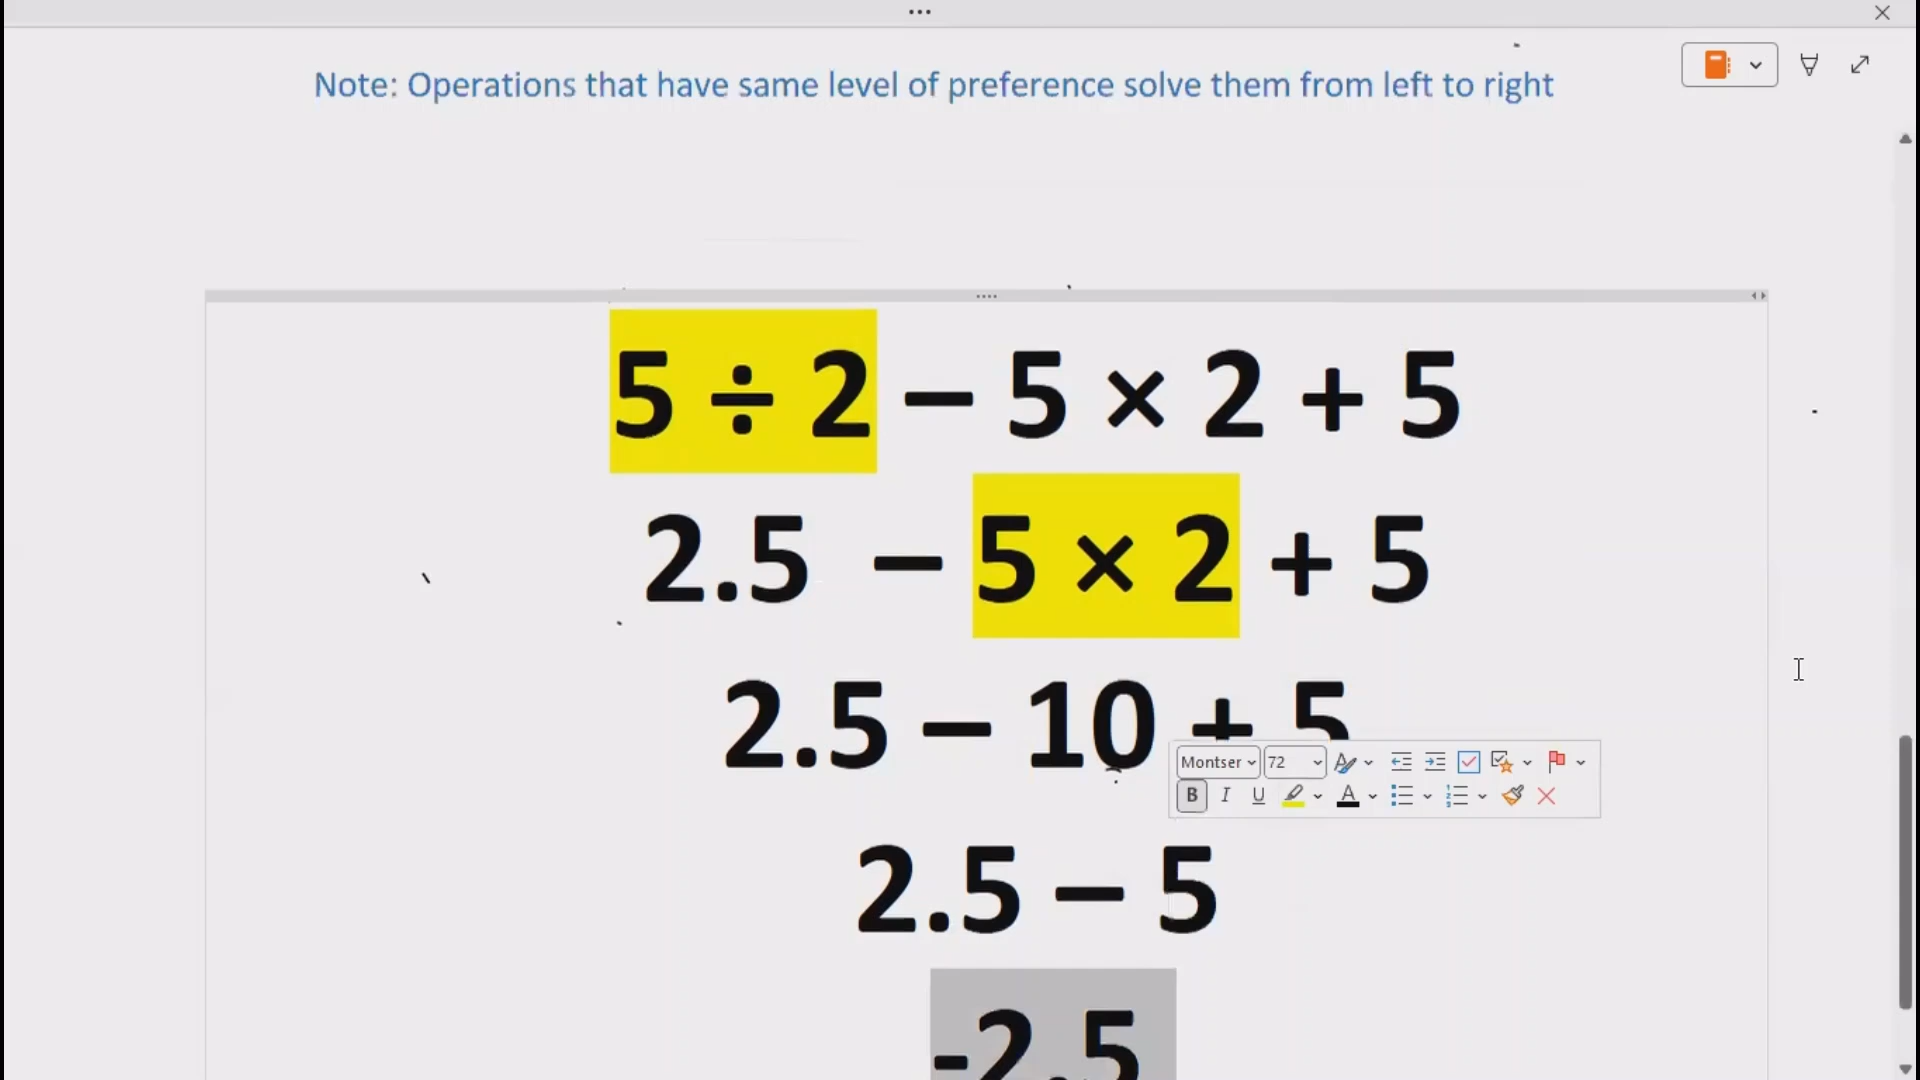 Note: Operations that have same level of preference solve them from left to right
5 ÷ 2 – 5 × 2 + 5
2.5 – 5 × 2 + 5
2.5 – 10 + 5
Montser 72
B I U A
2.5 – 5
-2.5